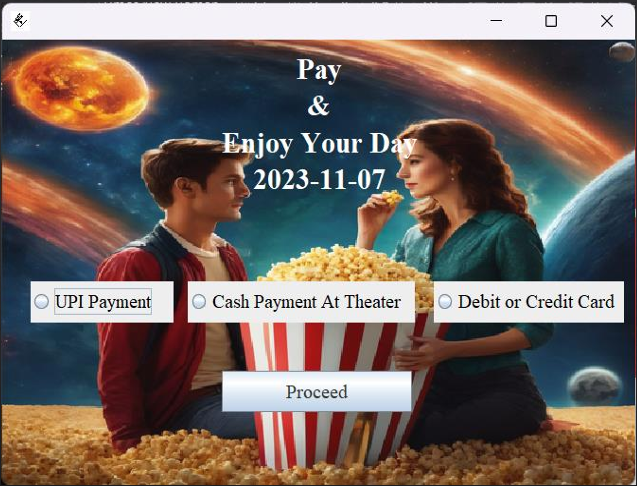 Pay
&
Enjoy Your Day
2023-11-07
UPI Payment
Cash Payment At Theater
Debit or Credit Card
Proceed